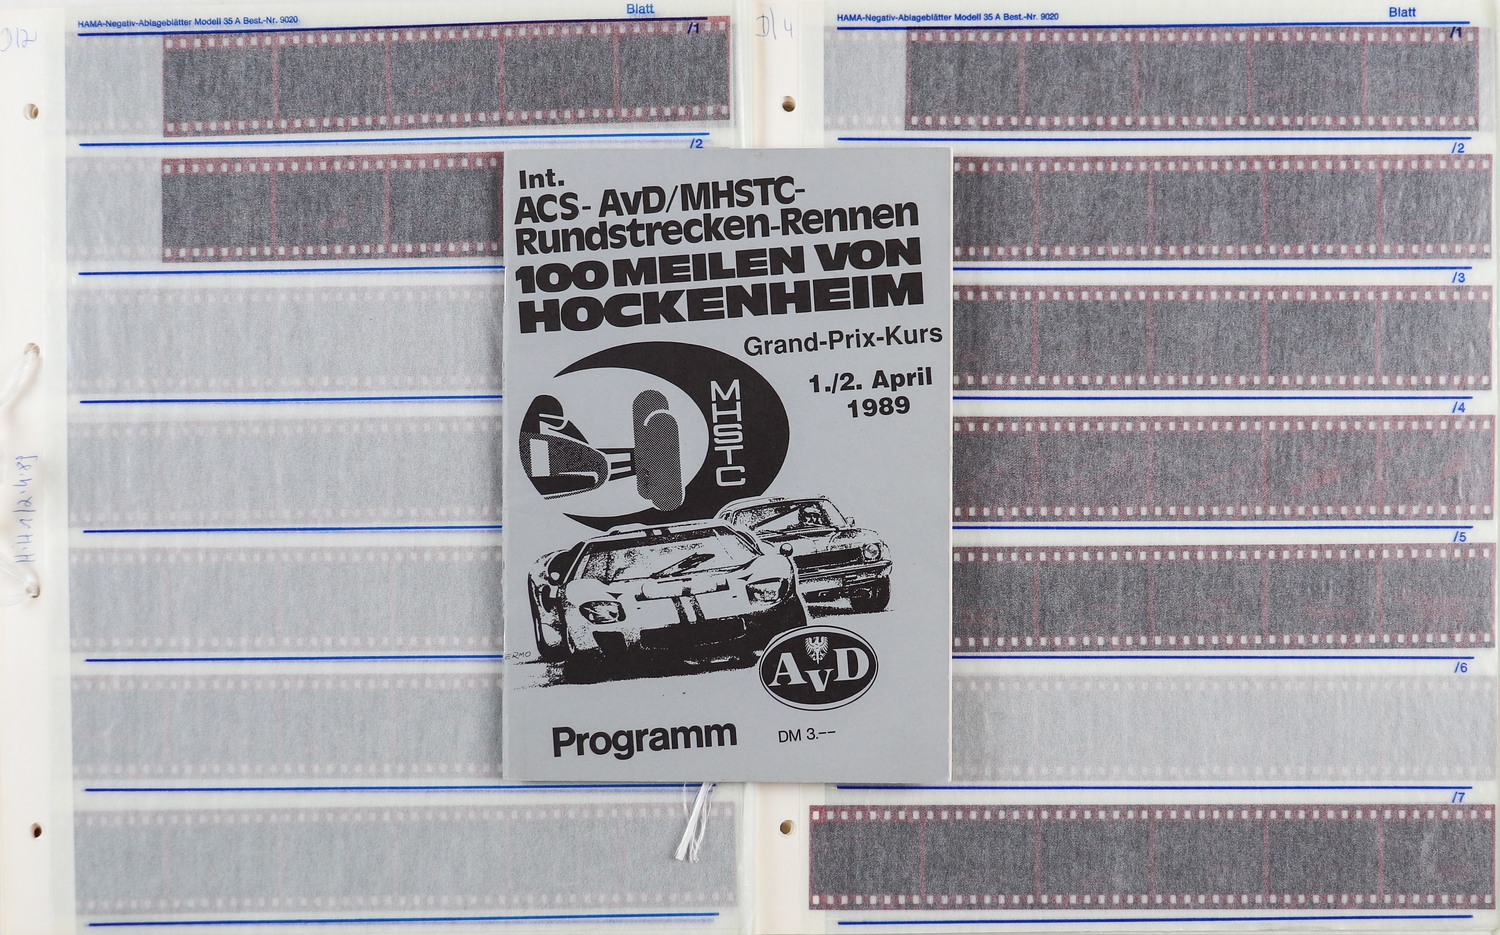 HAMA-Negativ-Ablageblätter Modell 35 A Best.-Nr. 9020
Blatt
/1
/2
HAMA-Negativ-Ablageblätter Modell 35 A Best.-Nr. 9020
Blatt
/1
/2
/3
/4
/5
/6
/7
D/4
Int.
ACS- AvD/MHSTC-
Rundstrecken-Rennen
100 MEILEN VON
HOCKENHEIM
Grand-Prix-Kurs
1./2. April
1989
MHSTC
AvD
Programm
DM 3.--